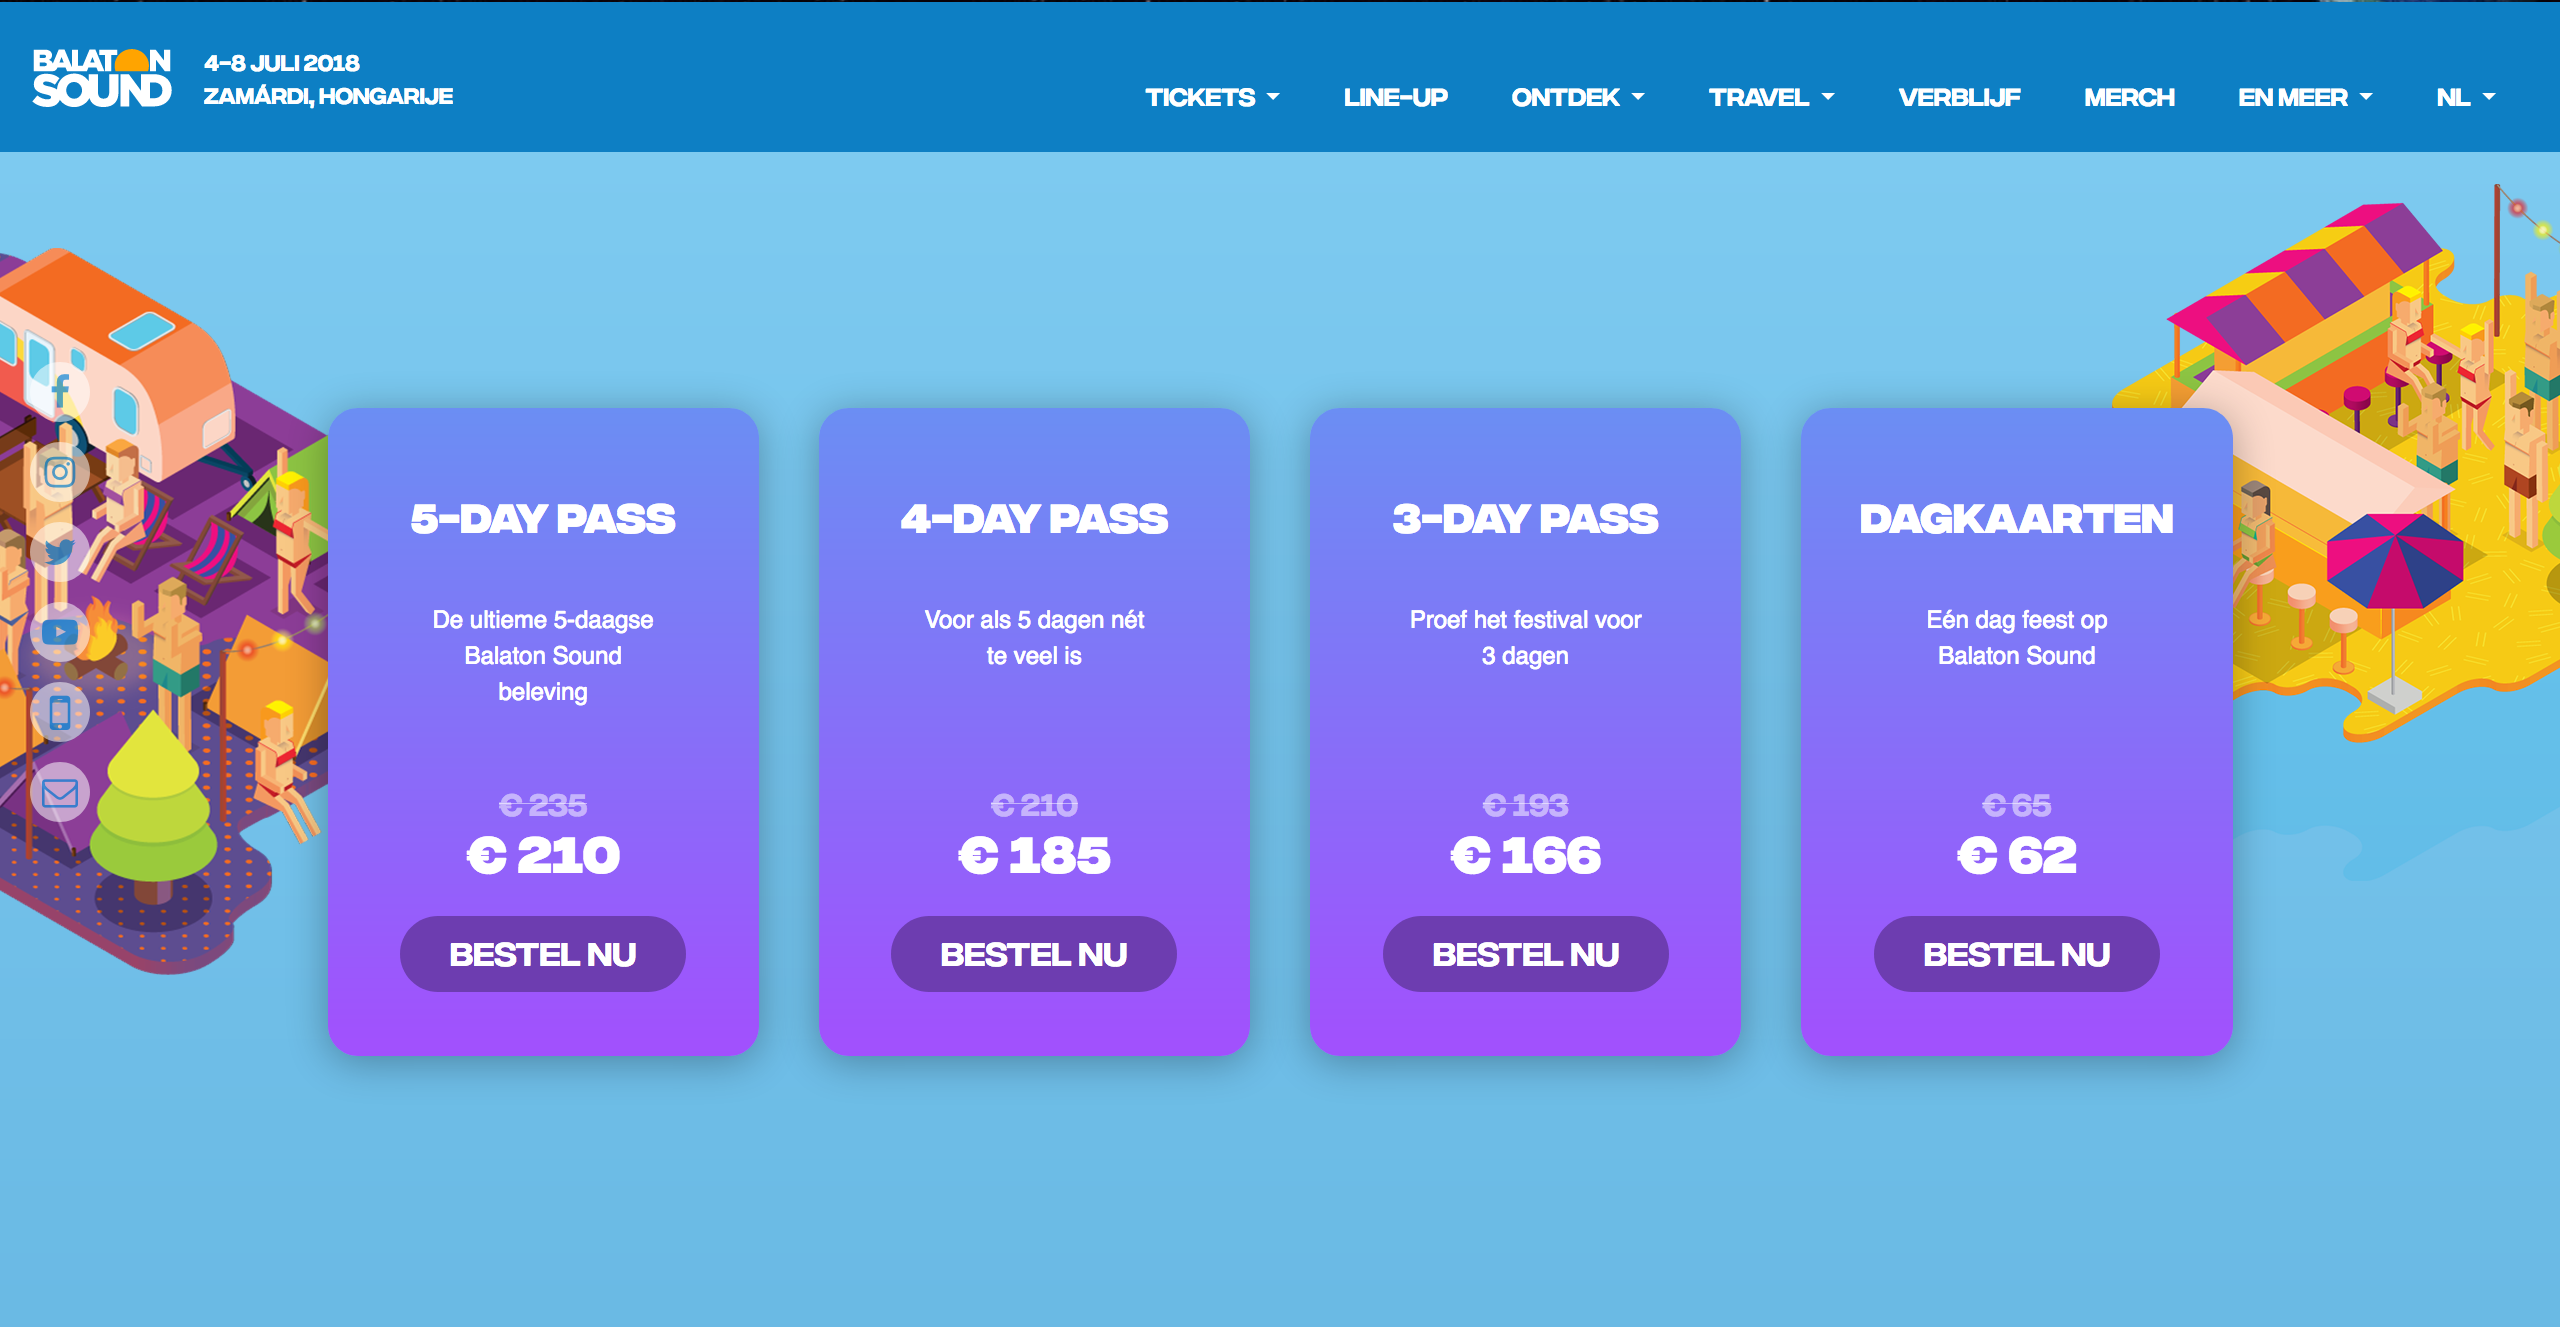 BALATON
SOUND
4-8 JULI 2018
ZAMÁRDI, HONGARIJE
TICKETS
LINE-UP
ONTDEK
TRAVEL
VERBLIJF
MERCH
EN MEER
NL
5-DAY PASS
De ultieme 5-daagse
Balaton Sound
beleving
€ 235
€ 210
BESTEL NU
4-DAY PASS
Voor als 5 dagen nét
te veel is
€ 210
€ 185
BESTEL NU
3-DAY PASS
Proef het festival voor
3 dagen
€ 193
€ 166
BESTEL NU
DAGKAARTEN
Eén dag feest op
Balaton Sound
€ 65
€ 62
BESTEL NU